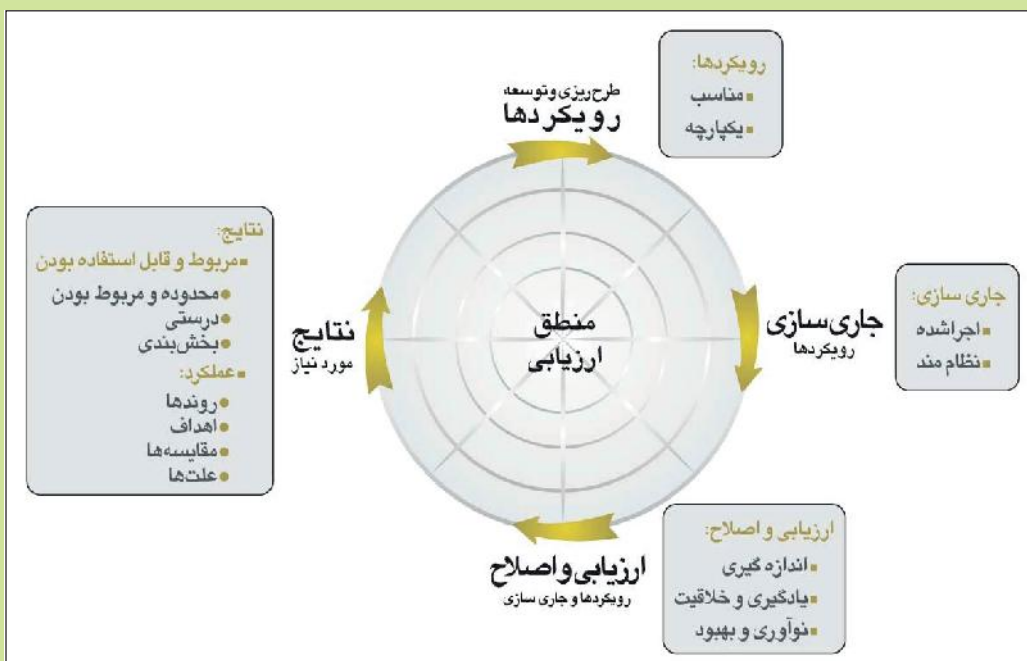 رویکردها:
مناسب
یکپارچه
طرح‌ریزی و توسعه
رویکردها
نتایج:
مربوط و قابل استفاده بودن
محدوده و مربوط بودن
درستی
بخش‌بندی
عملکرد:
روندها
اهداف
مقایسه‌ها
علت‌ها
نتایج
مورد نیاز
منطق
ارزیابی
جاری‌سازی
رویکردها
جاری سازی:
اجراشده
نظام مند
ارزیابی و اصلاح
رویکردها و جاری سازی
ارزیابی و اصلاح:
اندازه گیری
یادگیری و خلاقیت
نوآوری و بهبود